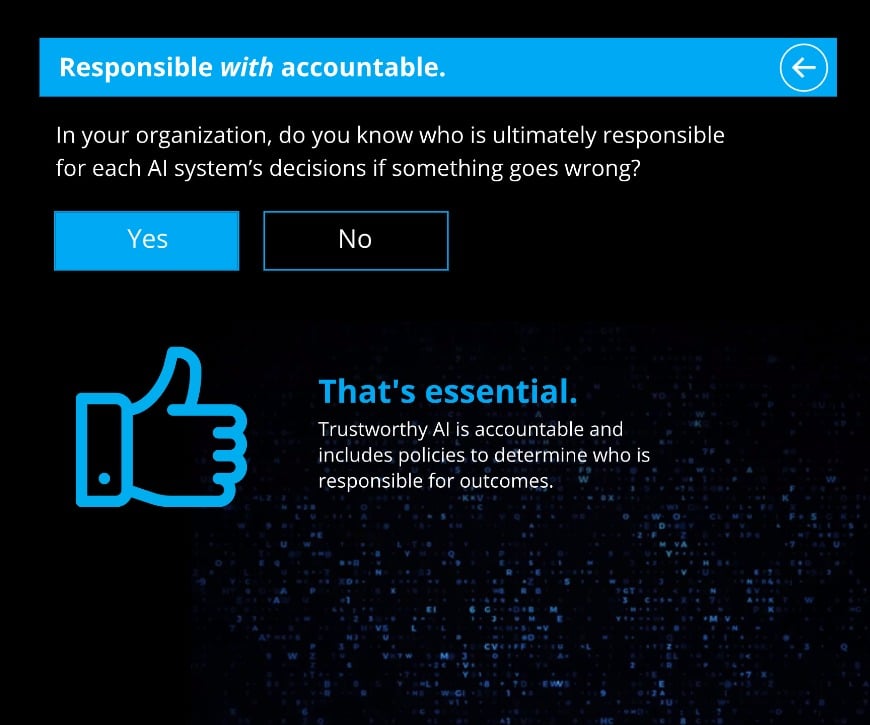 Responsible with accountable.
In your organization, do you know who is ultimately responsible
for each AI system’s decisions if something goes wrong?
Yes
No
That's essential.
Trustworthy AI is accountable and
includes policies to determine who is
responsible for outcomes.